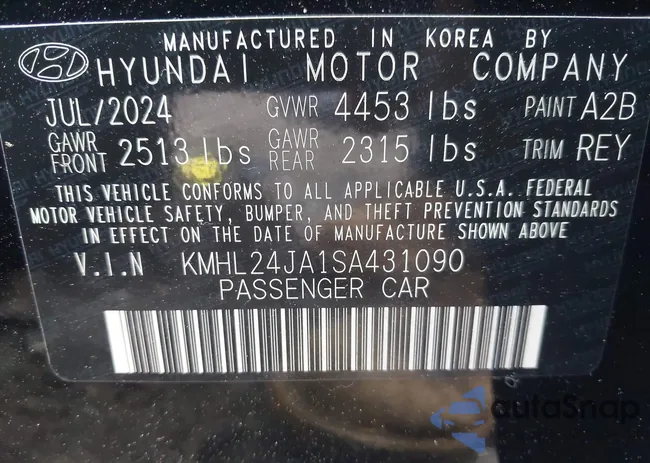 MANUFACTURED IN KOREA BY
HYUNDAI MOTOR COMPANY
JUL/2024 GVWR 4453 lbs PAINT A2B
GAWR FRONT 2513 lbs GAWR REAR 2315 lbs TRIM REY
THIS VEHICLE CONFORMS TO ALL APPLICABLE U.S.A. FEDERAL
MOTOR VEHICLE SAFETY, BUMPER, AND THEFT PREVENTION STANDARDS
IN EFFECT ON THE DATE OF MANUFACTURE SHOWN ABOVE
V.I.N KMHL24JA1SA431090
PASSENGER CAR
autoSnap